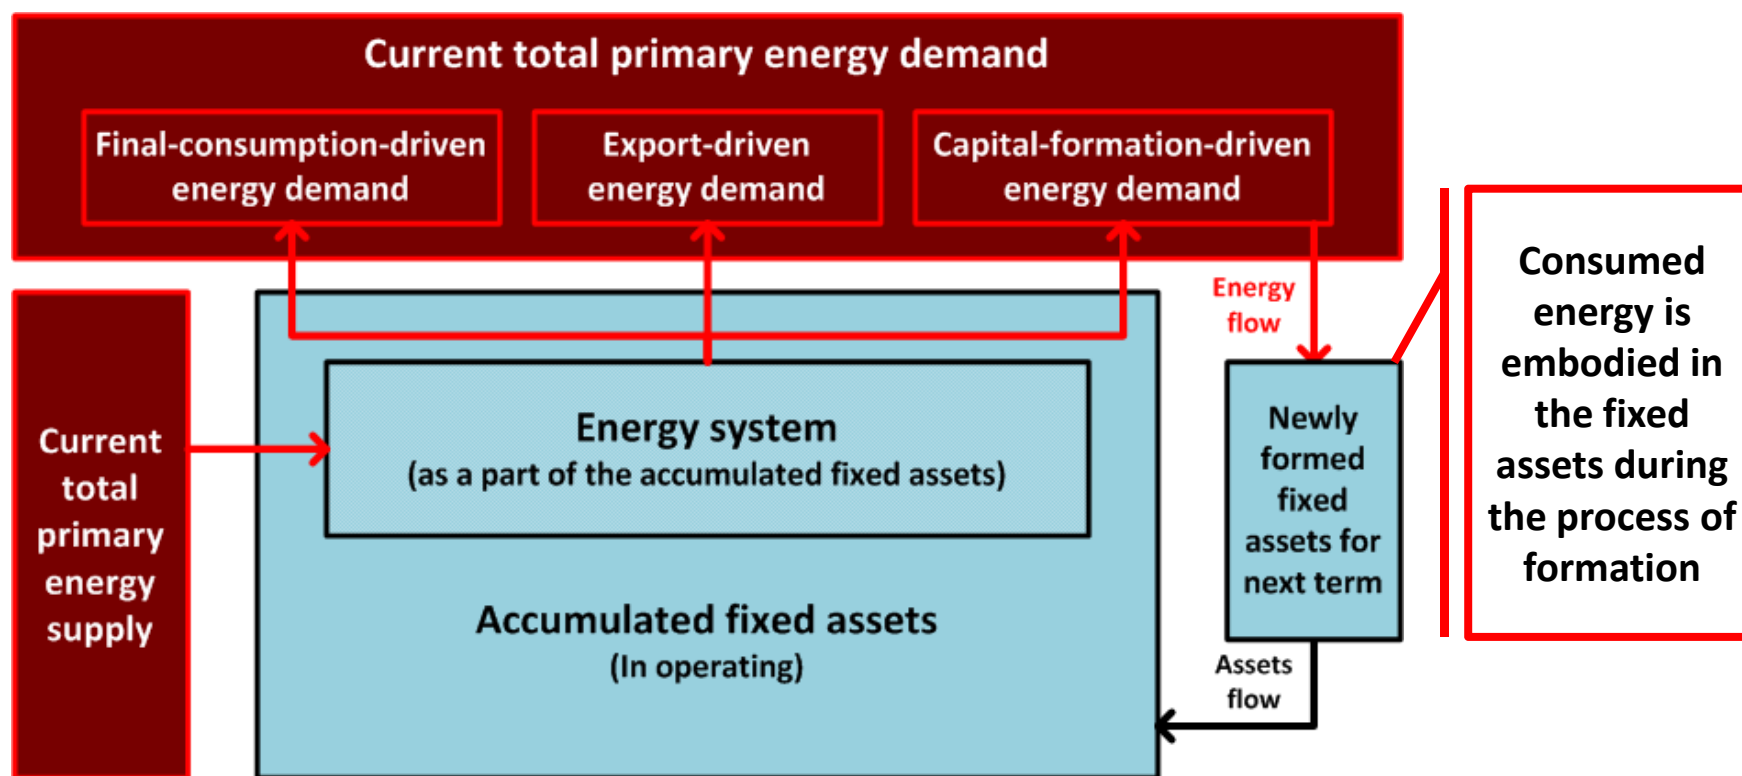 Current total primary energy demand
Final-consumption-driven
energy demand
Export-driven
energy demand
Capital-formation-driven
energy demand
Energy
flow
Consumed
energy is
embodied in
the fixed
assets during
the process of
formation
Current
total
primary
energy
supply
Energy system
(as a part of the accumulated fixed assets)
Accumulated fixed assets
(In operating)
Newly
formed
fixed
assets for
next term
Assets
flow